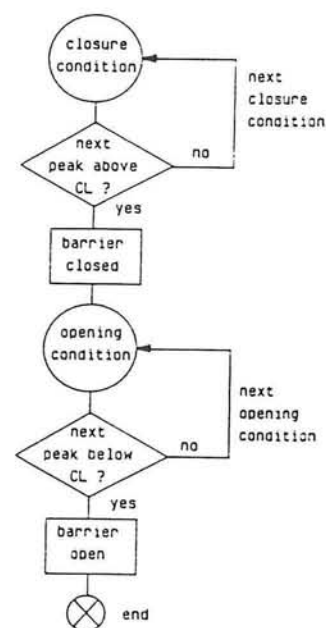 closure
condition
next
closure
condition
next
peak above
CL ?
no
yes
barrier
closed
opening
condition
next
opening
condition
next
peak below
CL ?
no
yes
barrier
open
end